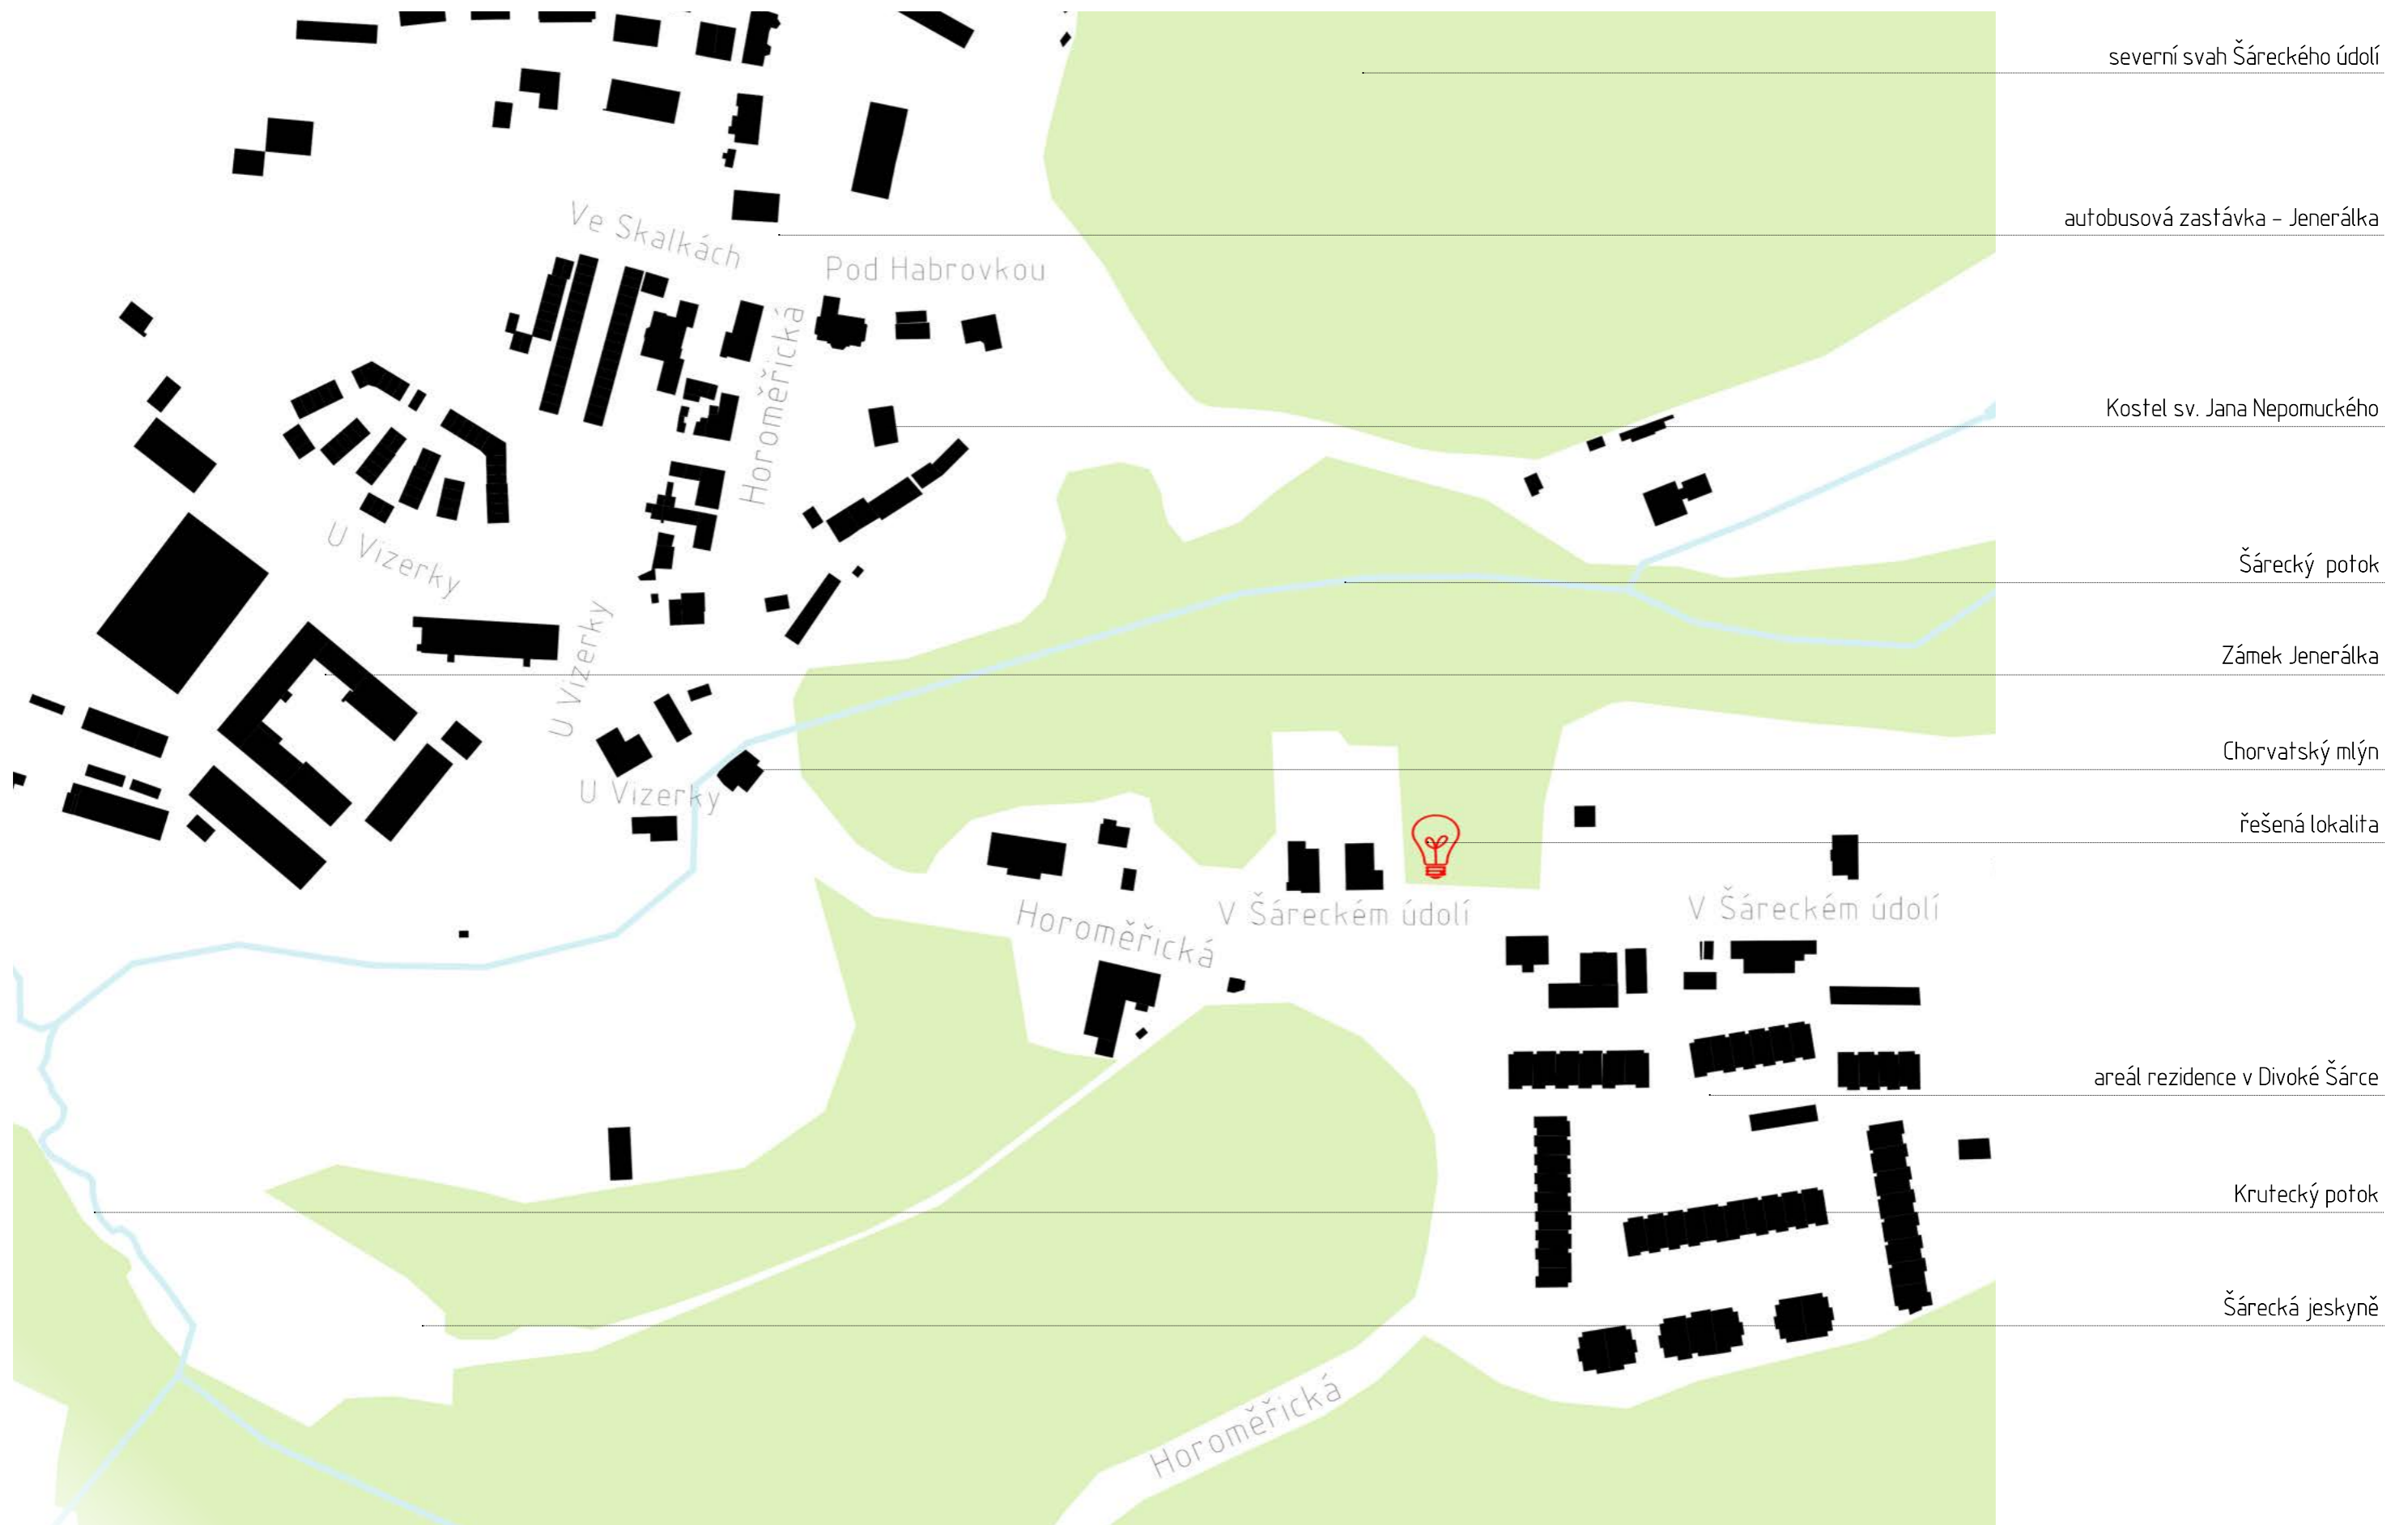 severní svah Šáreckého údolí
autobusová zastávka - Jenerálka
Ve Skalkách
Pod Habrovkou
Horoměřická
Kostel sv. Jana Nepomuckého
U Vizerky
Šárecký potok
U Vizerky
Zámek Jenerálka
Chorvatský mlýn
U Vizerky
řešená lokalita
Horoměřická
V Šáreckém údolí
V Šáreckém údolí
areál rezidence v Divoké Šárce
Krutecký potok
Šárecká jeskyně
Horoměřická